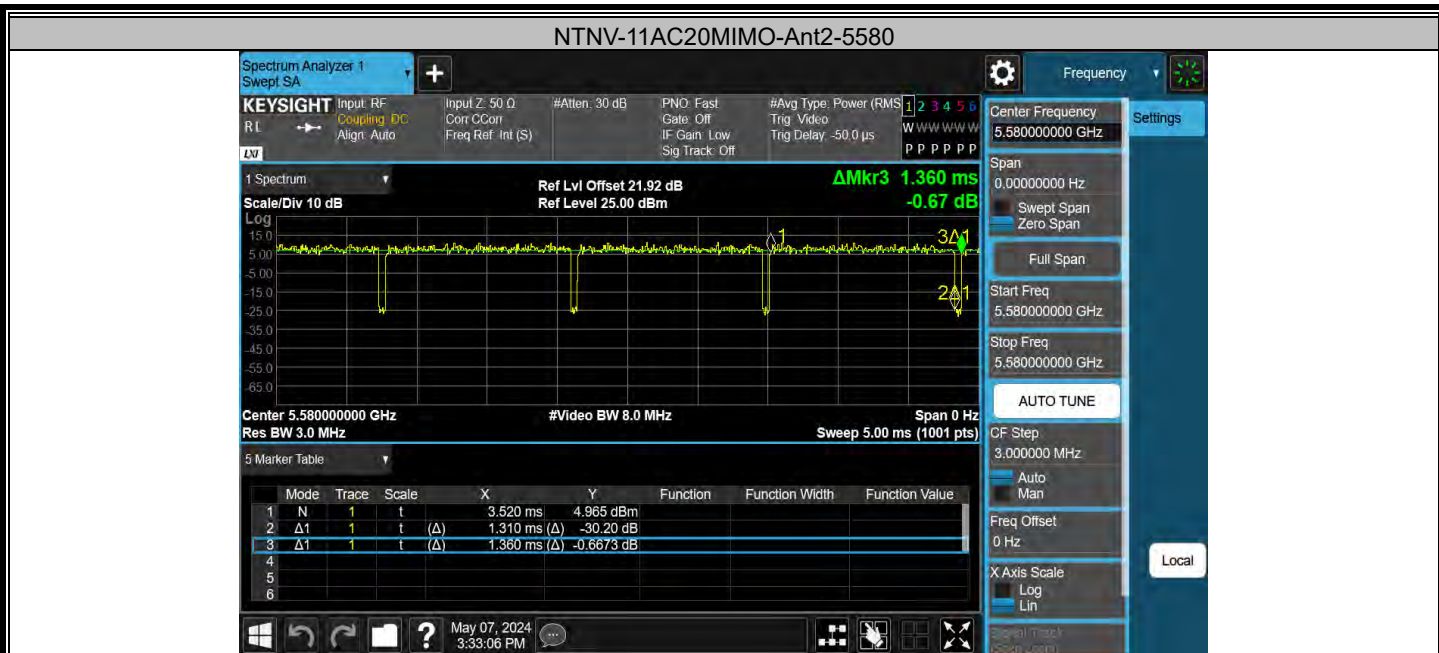 NTNV-11AC20MIMO-Ant2-5580
Spectrum Analyzer 1
Swept SA
+
Frequency
KEYSIGHT
RL
LXI
Input: RF
Coupling: DC
Align: Auto
Input Z: 50 Ω
Corr CCorr
Freq Ref: Int (S)
#Atten: 30 dB
PNO: Fast
Gate: Off
IF Gain: Low
Sig Track: Off
#Avg Type: Power (RMS
Trig: Video
Trig Delay: -50.0 µs
1 2 3 4 5 6
W W W W W W
P P P P P P
1 Spectrum
Scale/Div 10 dB
Ref Lvl Offset 21.92 dB
Ref Level 25.00 dBm
ΔMkr3 1.360 ms
-0.67 dB
Log
15.0
5.00
-5.00
-15.0
-25.0
-35.0
-45.0
-55.0
-65.0
1
3Δ1
2Δ1
Center 5.580000000 GHz
#Video BW 8.0 MHz
Span 0 Hz
Res BW 3.0 MHz
Sweep 5.00 ms (1001 pts)
5 Marker Table
Mode Trace Scale X Y Function Function Width Function Value
1 N 1 t 3.520 ms 4.965 dBm
2 Δ1 1 t (Δ) 1.310 ms (Δ) -30.20 dB
3 Δ1 1 t (Δ) 1.360 ms (Δ) -0.6673 dB
4
5
6
?
May 07, 2024
3:33:06 PM
Center Frequency
5.580000000 GHz
Settings
Span
0.00000000 Hz
Swept Span
Zero Span
Full Span
Start Freq
5.580000000 GHz
Stop Freq
5.580000000 GHz
AUTO TUNE
CF Step
3.000000 MHz
Auto
Man
Freq Offset
0 Hz
X Axis Scale
Log
Lin
Local
Signal Track